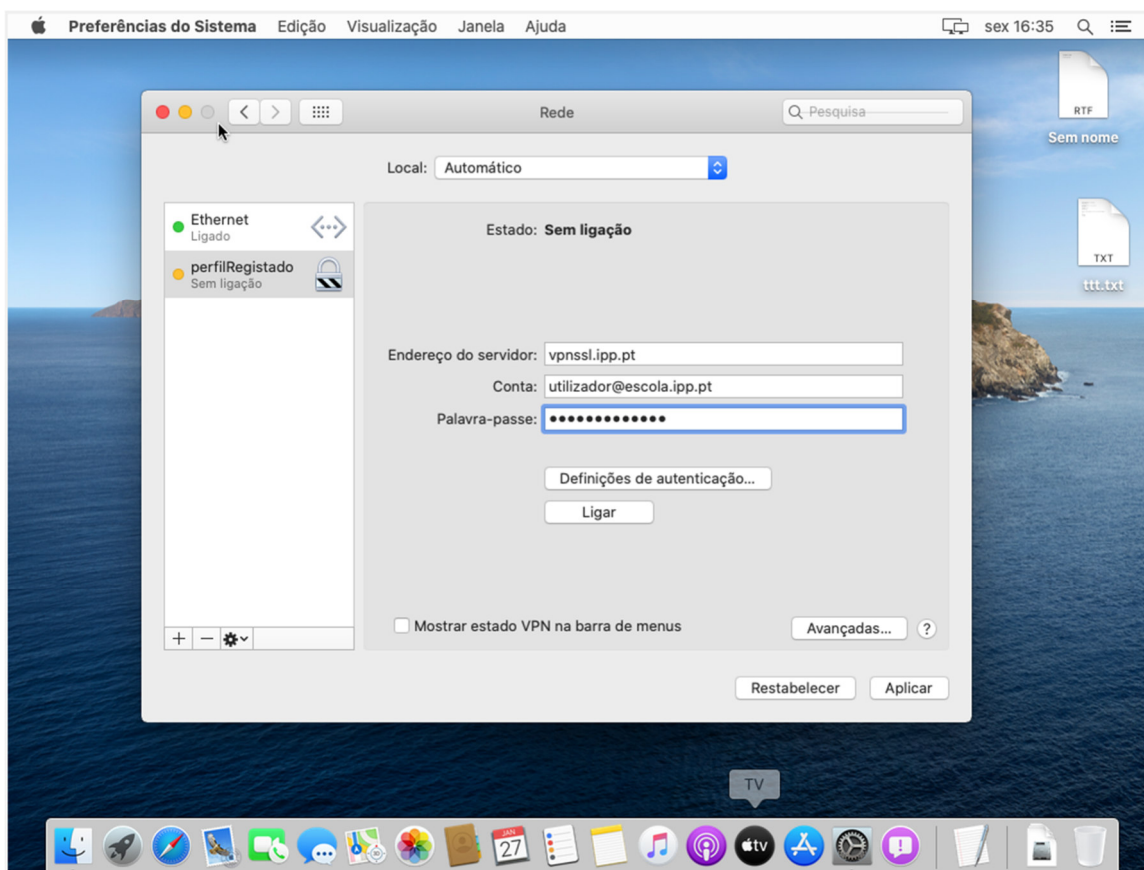 Preferências do Sistema Edição Visualização Janela Ajuda sex 16:35
RTF
Sem nome
TXT
ttt.txt
Rede
Pesquisa
Local: Automático
Ethernet
Ligado
perfilRegistado
Sem ligação
Estado: Sem ligação
Endereço do servidor: vpnssl.ipp.pt
Conta: utilizador@escola.ipp.pt
Palavra-passe: •••••••••••••
Definições de autenticação...
Ligar
Mostrar estado VPN na barra de menus
Avançadas... ?
Restabelecer Aplicar
TV
JAN
27
tv